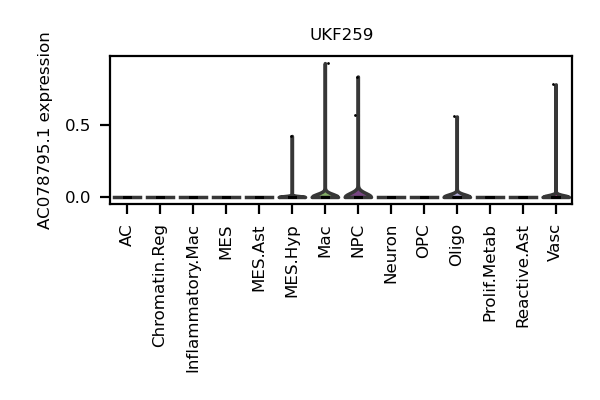 UKF259
AC078795.1 expression
0.5
0.0
AC
Chromatin.Reg
Inflammatory.Mac
MES
MES.Ast
MES.Hyp
Mac
NPC
Neuron
OPC
Oligo
Prolif.Metab
Reactive.Ast
Vasc